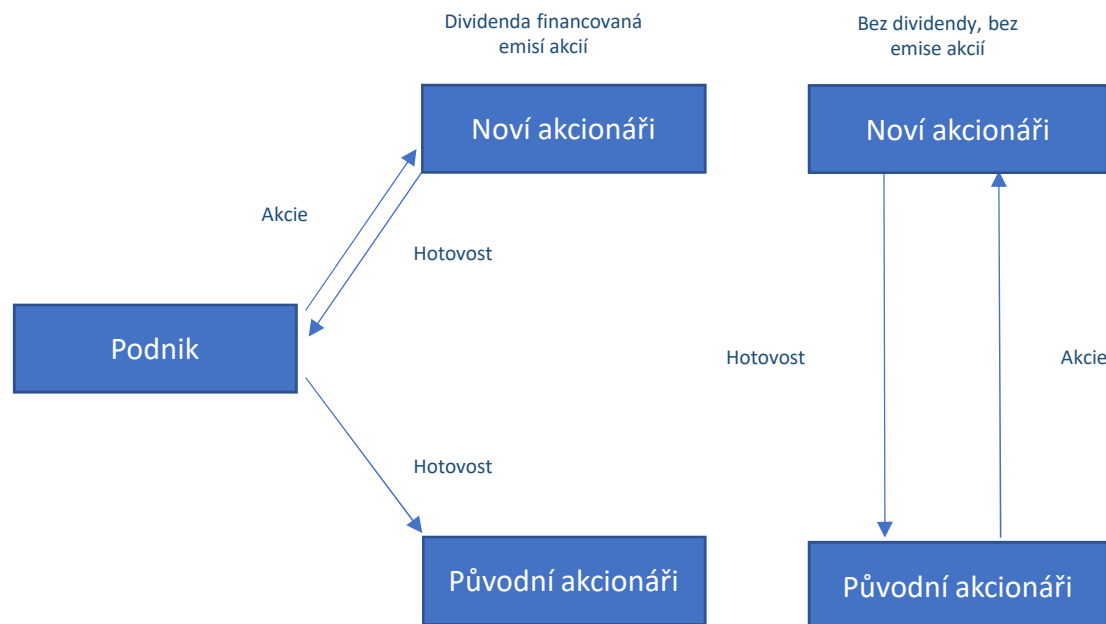 Dividenda financovaná
emisí akcií
Bez dividendy, bez
emise akcií
Noví akcionáři
Noví akcionáři
Akcie
Hotovost
Podnik
Hotovost
Akcie
Hotovost
Původní akcionáři
Původní akcionáři